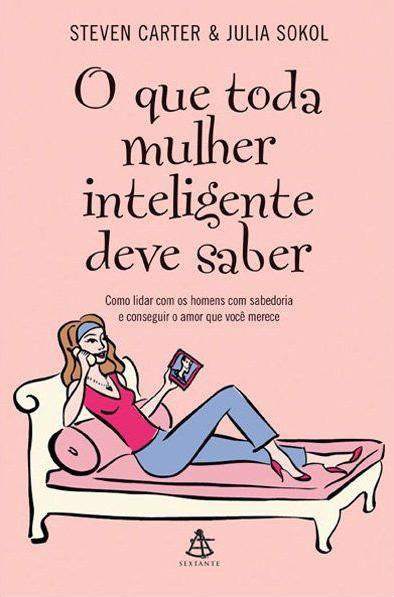 STEVEN CARTER & JULIA SOKOL
O que toda
mulher
inteligente
deve saber
Como lidar com os homens com sabedoria
e conseguir o amor que você merece
SEXTANTE